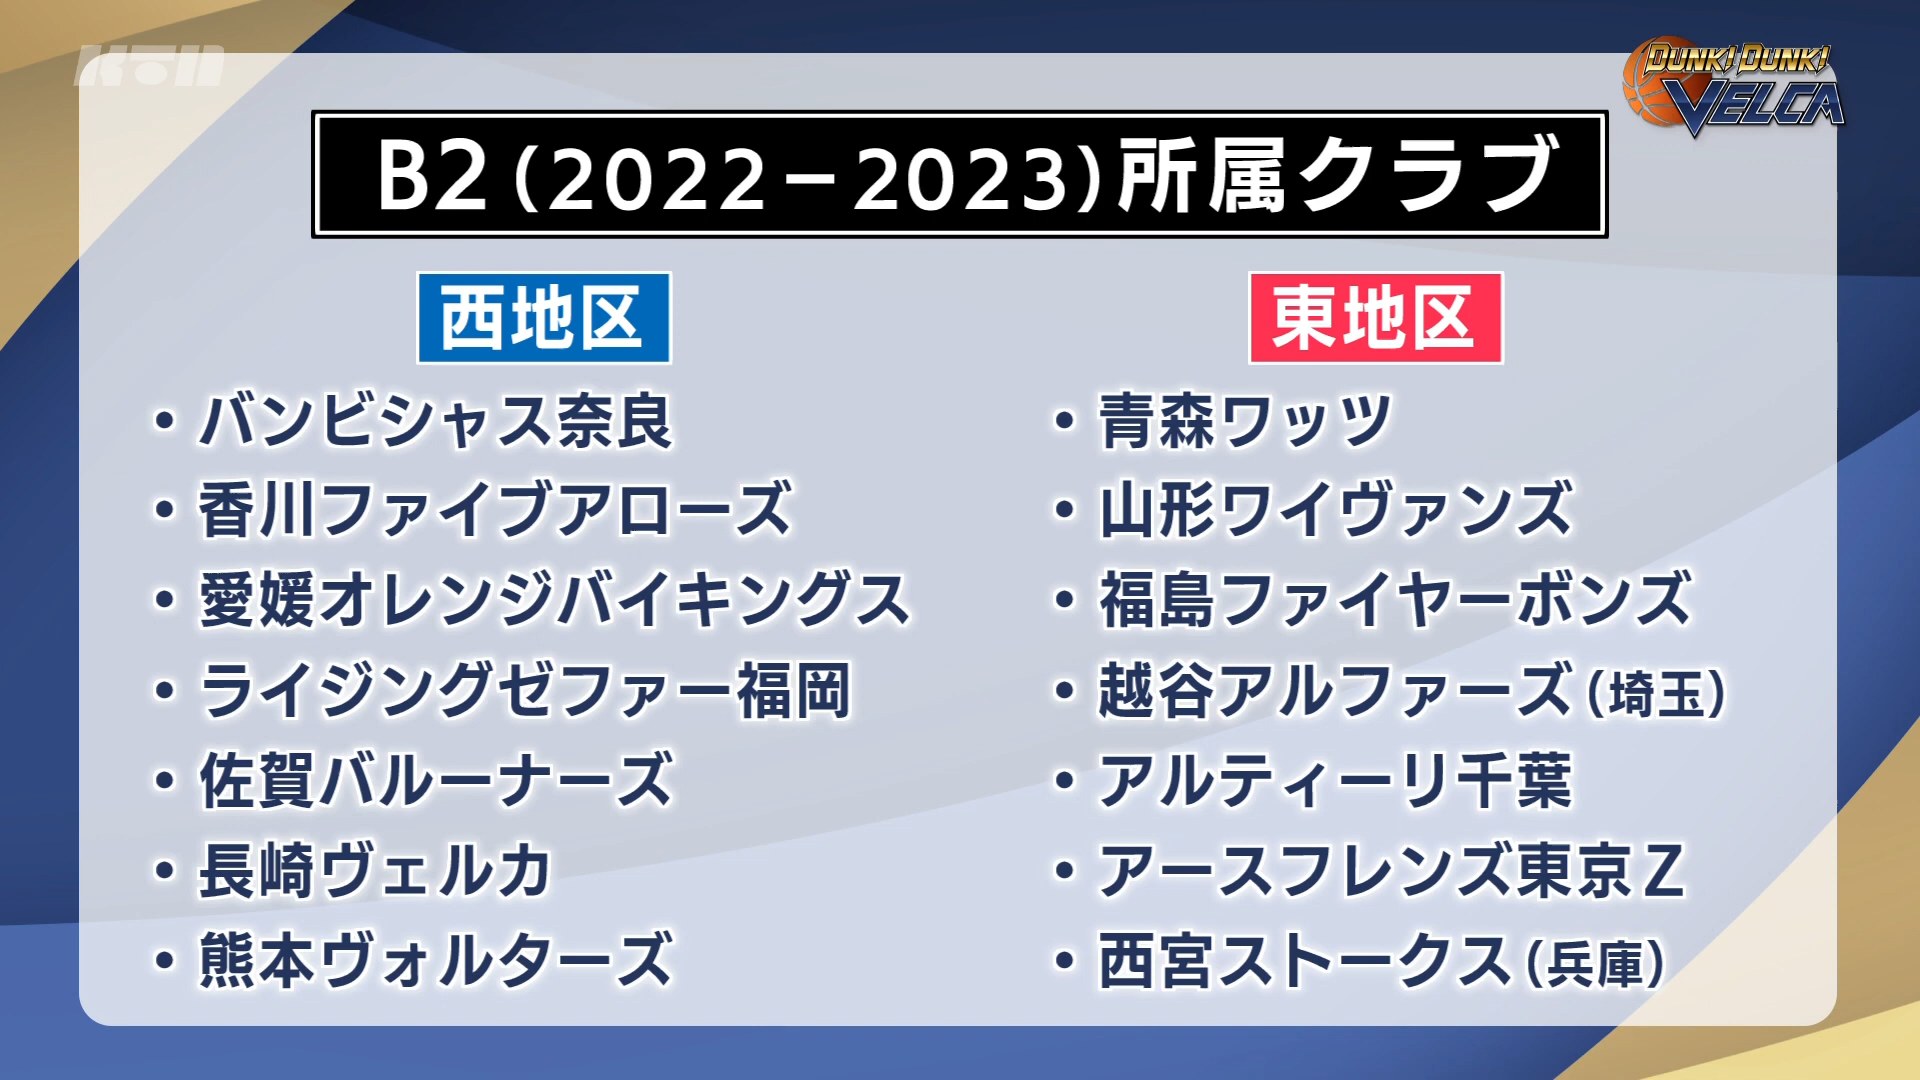 KTN
DUNK! DUNK!
VELCA
B2(2022-2023)所属クラブ
西地区
・バンビシャス奈良
・香川ファイブアローズ
・愛媛オレンジバイキングス
・ライジングゼファー福岡
・佐賀バルーナーズ
・長崎ヴェルカ
・熊本ヴォルターズ
東地区
・青森ワッツ
・山形ワイヴァンズ
・福島ファイヤーボンズ
・越谷アルファーズ(埼玉)
・アルティーリ千葉
・アースフレンズ東京Z
・西宮ストークス(兵庫)